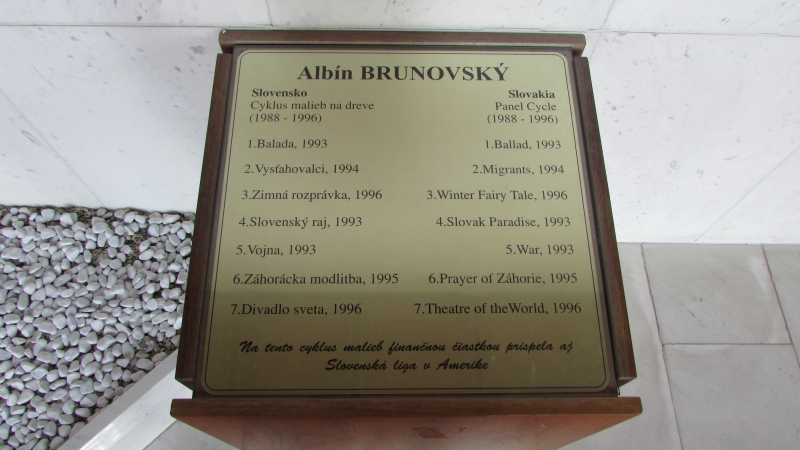 Albín BRUNOVSKÝ
Slovensko
Cyklus malieb na dreve
(1988 - 1996)
1.Balada, 1993
2.Vysťahovalci, 1994
3.Zimná rozprávka, 1996
4.Slovenský raj, 1993
5.Vojna, 1993
6.Záhorácka modlitba, 1995
7.Divadlo sveta, 1996
Slovakia
Panel Cycle
(1988 - 1996)
1.Ballad, 1993
2.Migrants, 1994
3.Winter Fairy Tale, 1996
4.Slovak Paradise, 1993
5.War, 1993
6.Prayer of Záhorie, 1995
7.Theatre of theWorld, 1996
Na tento cyklus malieb finančnou čiastkou prispela aj
Slovenská liga v Amerike